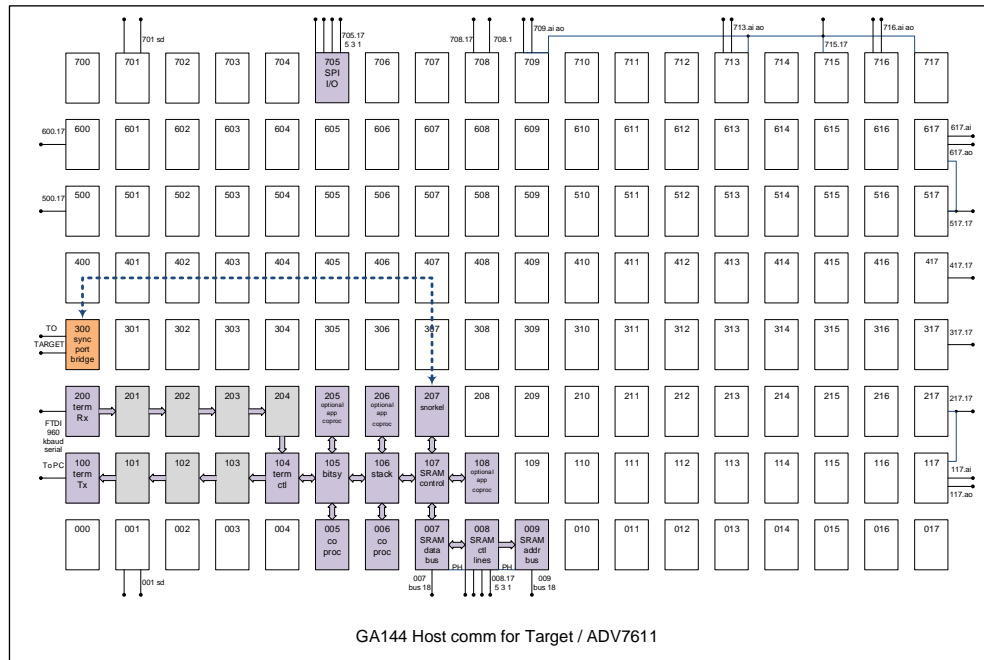 701 sd
705.17
5 3 1
708.17
708.1
709.ai ao
713.ai ao
715.17
716.ai ao
700 701 702 703 704 705 706 707 708 709 710 711 712 713 714 715 716 717
SPI
I/O
600.17
600 601 602 603 604 605 606 607 608 609 610 611 612 613 614 615 616 617
617.ai
617.ao
500.17
500 501 502 503 504 505 506 507 508 509 510 511 512 513 514 515 516 517
517.17
400 401 402 403 404 405 406 407 408 409 410 411 412 413 414 415 416 417
417.17
TO
TARGET
300 301 302 303 304 305 306 307 308 309 310 311 312 313 314 315 316 317
sync
port
bridge
317.17
200 201 202 203 204 205 206 207 208 209 210 211 212 213 214 215 216 217
term
Rx
optional
app
coproc
optional
app
coproc
snorkel
217.17
FTDI
960
kbaud
serial
To PC
100 101 102 103 104 105 106 107 108 109 110 111 112 113 114 115 116 117
term
Tx
term
ctl
bitsy
stack
SRAM
control
optional
app
coproc
117.ai
117.ao
000 001 002 003 004 005 006 007 008 009 010 011 012 013 014 015 016 017
co
proc
co
proc
SRAM
data
bus
SRAM
ctl
lines
SRAM
addr
bus
PH
PH
001 sd
007
bus 18
008.17
5 3 1
009
bus 18
GA144 Host comm for Target / ADV7611